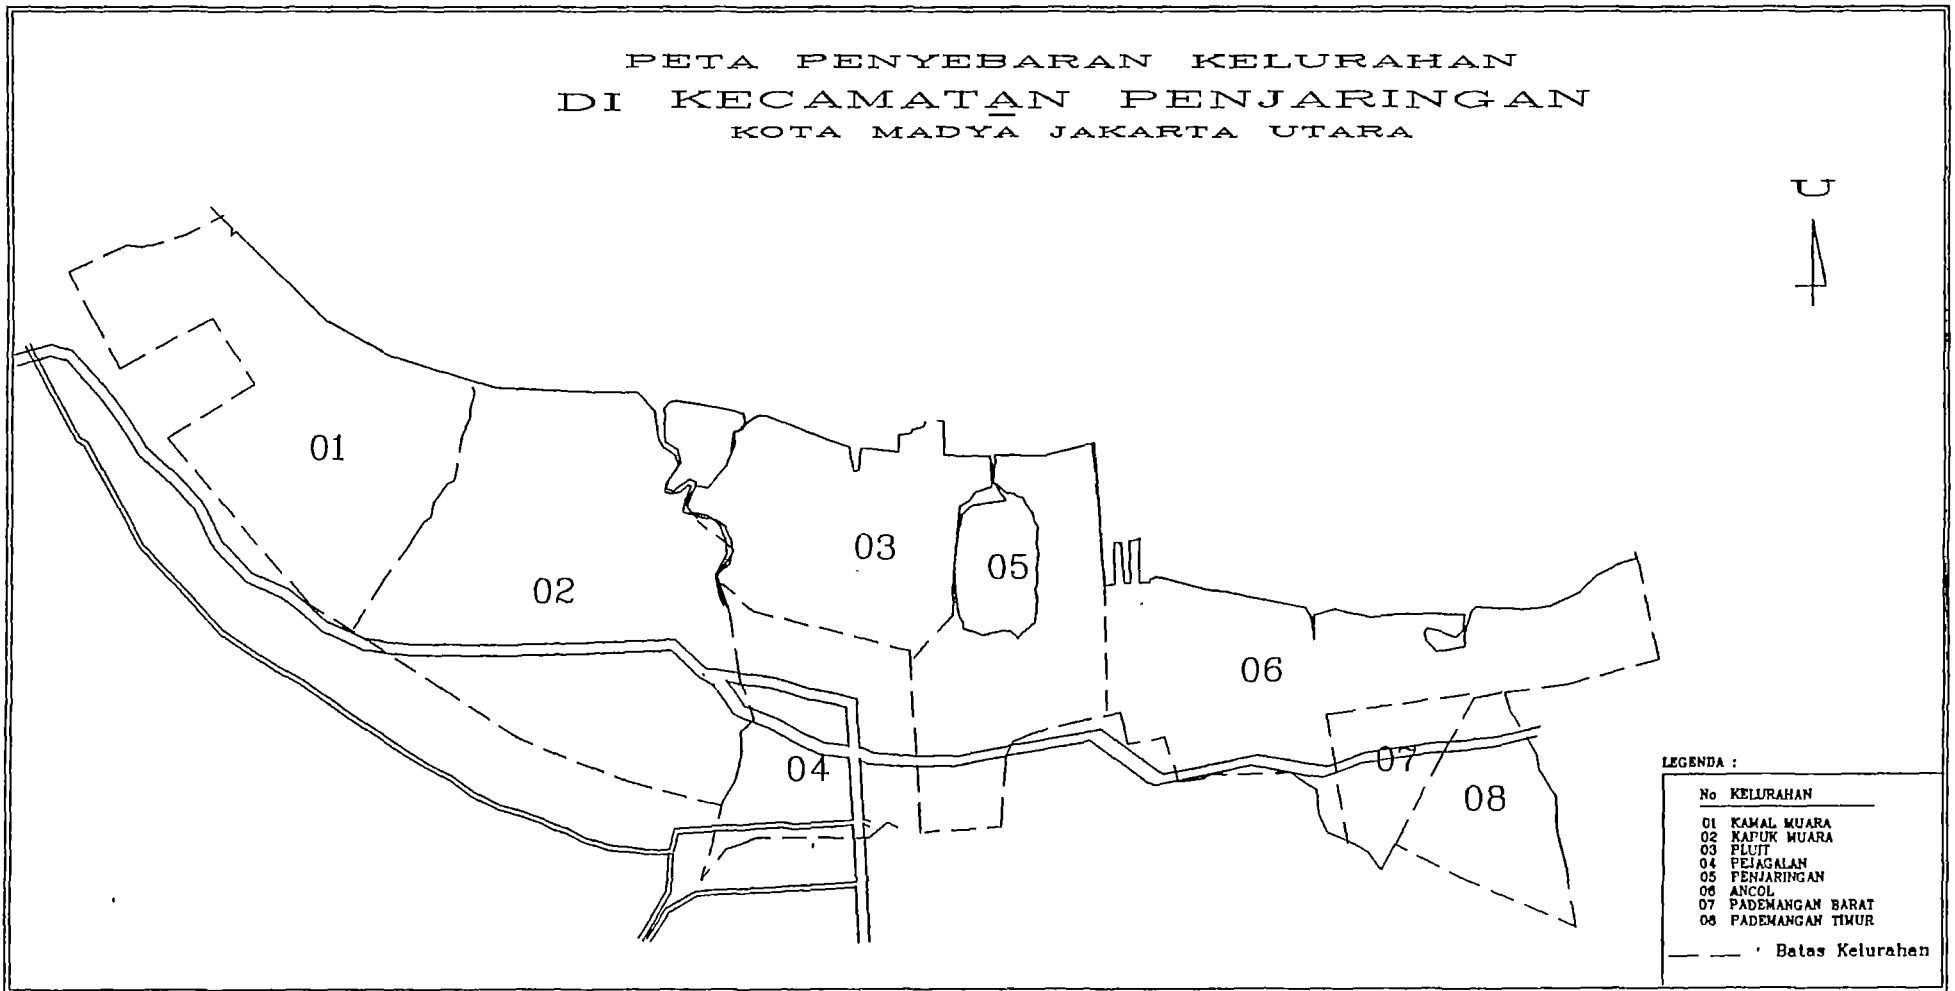 PETA PENYEBARAN KELURAHAN
DI KECAMATAN PENJARINGAN
KOTA MADYA JAKARTA UTARA
U
01
02
03
05
06
04
07
08
LEGENDA :
No KELURAHAN
01 KAMAL MUARA
02 KAPUK MUARA
03 PLUIT
04 PEJAGALAN
05 PENJARINGAN
06 ANCOL
07 PADEMANGAN BARAT
08 PADEMANGAN TIMUR
Batas Kelurahan